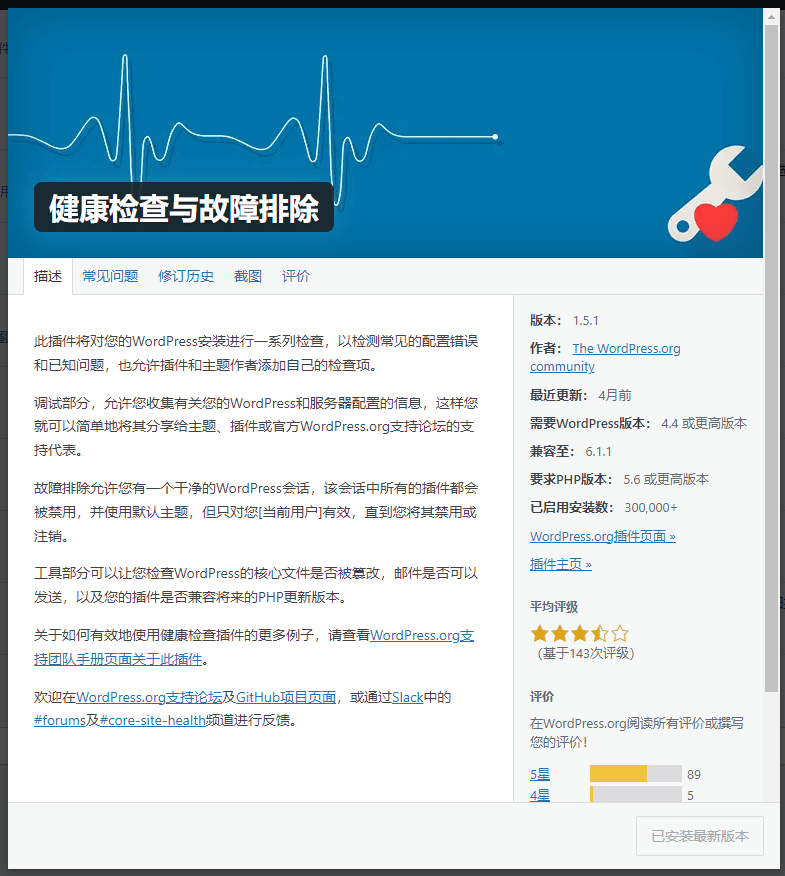 健康检查与故障排除
描述 常见问题 修订历史 截图 评价
此插件将对您的WordPress安装进行一系列检查，以检测常见的配置错误
和已知问题，也允许插件和主题作者添加自己的检查项。
调试部分，允许您收集有关您的WordPress和服务器配置的信息，这样您
就可以简单地将其分享给主题、插件或官方WordPress.org支持论坛的支
持代表。
故障排除允许您有一个干净的WordPress会话，该会话中所有的插件都会
被禁用，并使用默认主题，但只对您[当前用户]有效，直到您将其禁用或
注销。
工具部分可以让您检查WordPress的核心文件是否被篡改，邮件是否可以
发送，以及您的插件是否兼容将来的PHP更新版本。
关于如何有效地使用健康检查插件的更多例子，请查看WordPress.org支
持团队手册页面关于此插件。
欢迎在WordPress.org支持论坛及GitHub项目页面，或通过Slack中的
#forums及#core-site-health频道进行反馈。
版本： 1.5.1
作者： The WordPress.org
community
最近更新： 4月前
需要WordPress版本： 4.4 或更高版本
兼容至： 6.1.1
要求PHP版本： 5.6 或更高版本
已启用安装数： 300,000+
WordPress.org插件页面 »
插件主页 »
平均评级
（基于143次评级）
评价
在WordPress.org阅读所有评价或撰写
您的评价！
5星 89
4星 5
已安装最新版本